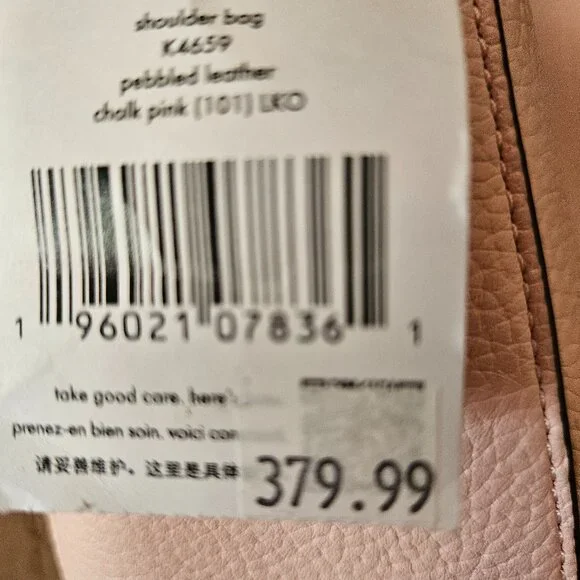 shoulder bag
K4659
pebbled leather
chalk pink (101) LKO
1 96021 07836 1
take good care. here'
prenez-en bien soin. voici
请妥善维护。这里是具体
379.99